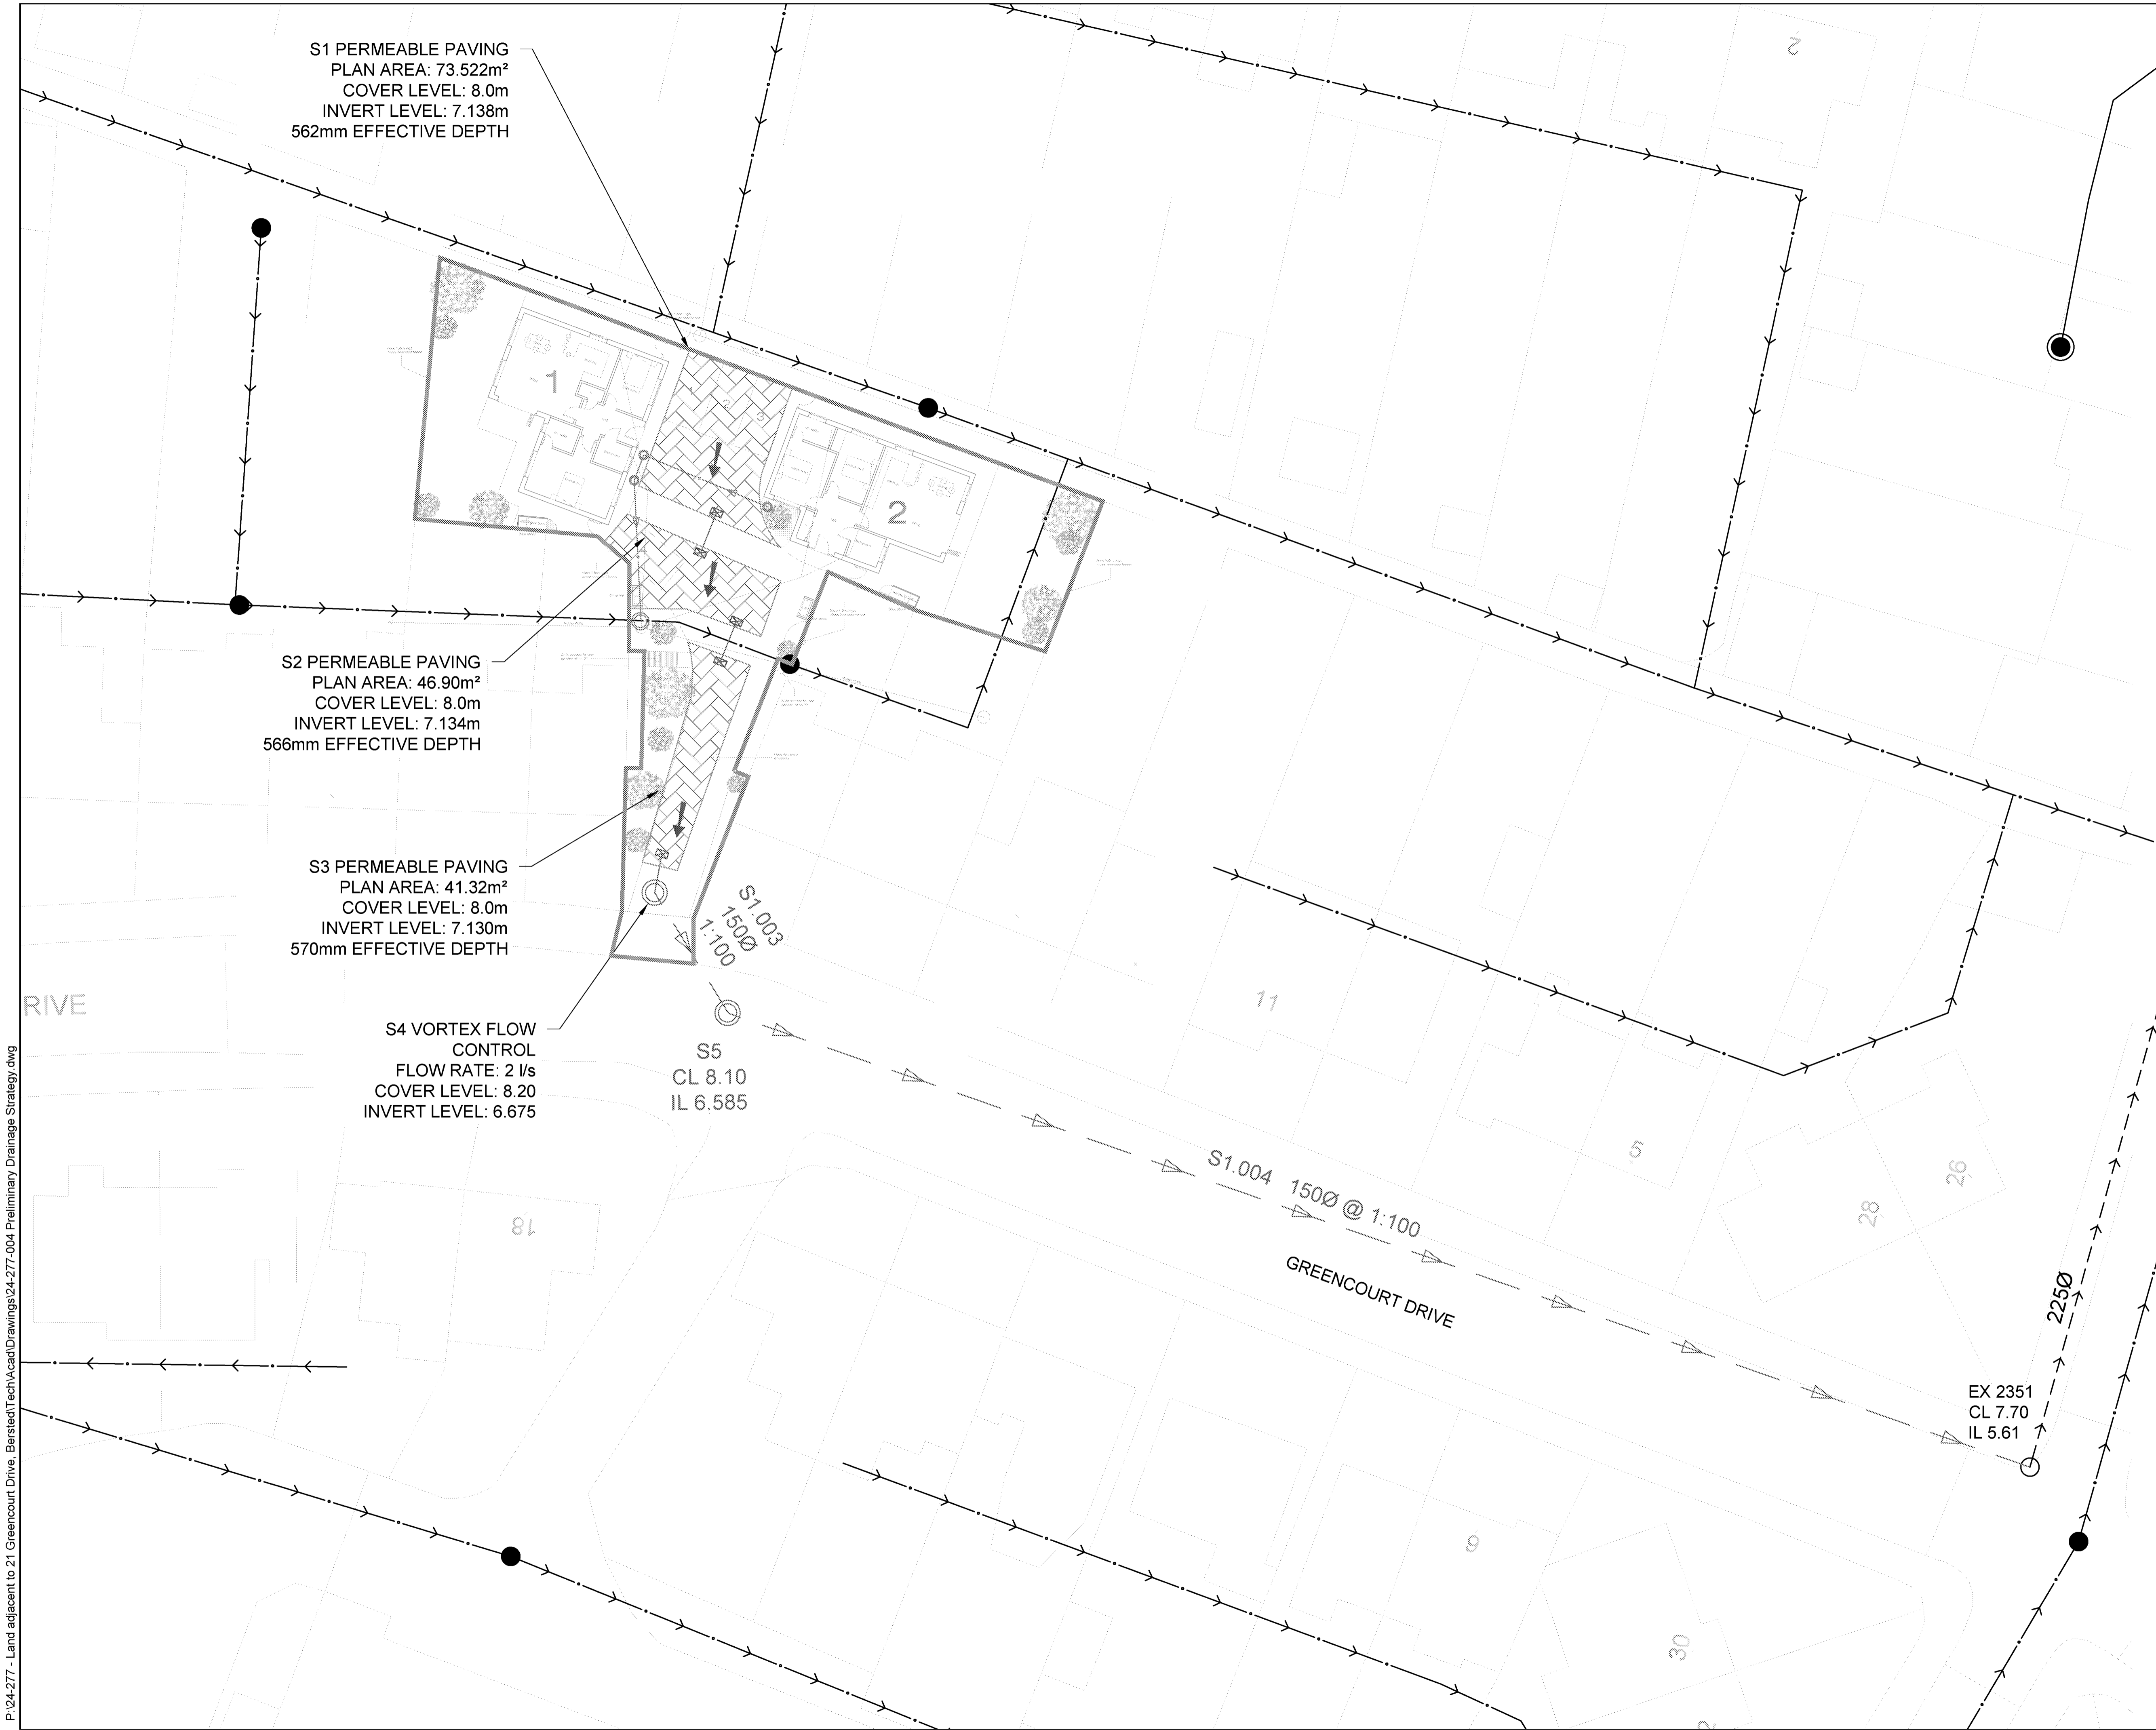 S1 PERMEABLE PAVING
PLAN AREA: 73.522m²
COVER LEVEL: 8.0m
INVERT LEVEL: 7.138m
562mm EFFECTIVE DEPTH
2
1
2
3
2
S2 PERMEABLE PAVING
PLAN AREA: 46.90m²
COVER LEVEL: 8.0m
INVERT LEVEL: 7.134m
566mm EFFECTIVE DEPTH
S3 PERMEABLE PAVING
PLAN AREA: 41.32m²
COVER LEVEL: 8.0m
INVERT LEVEL: 7.130m
570mm EFFECTIVE DEPTH
S1.003
150Ø
1:100
RIVE
11
S4 VORTEX FLOW
CONTROL
FLOW RATE: 2 l/s
COVER LEVEL: 8.20
INVERT LEVEL: 6.675
S5
CL 8.10
IL 6.585
S1.004 150Ø @ 1:100
GREENCOURT DRIVE
5
26
28
18
225Ø
EX 2351
CL 7.70
IL 5.61
9
30
P:\24-277 - Land adjacent to 21 Greencourt Drive, Bersted\Tech\Acad\Drawings\24-277-004 Preliminary Drainage Strategy.dwg